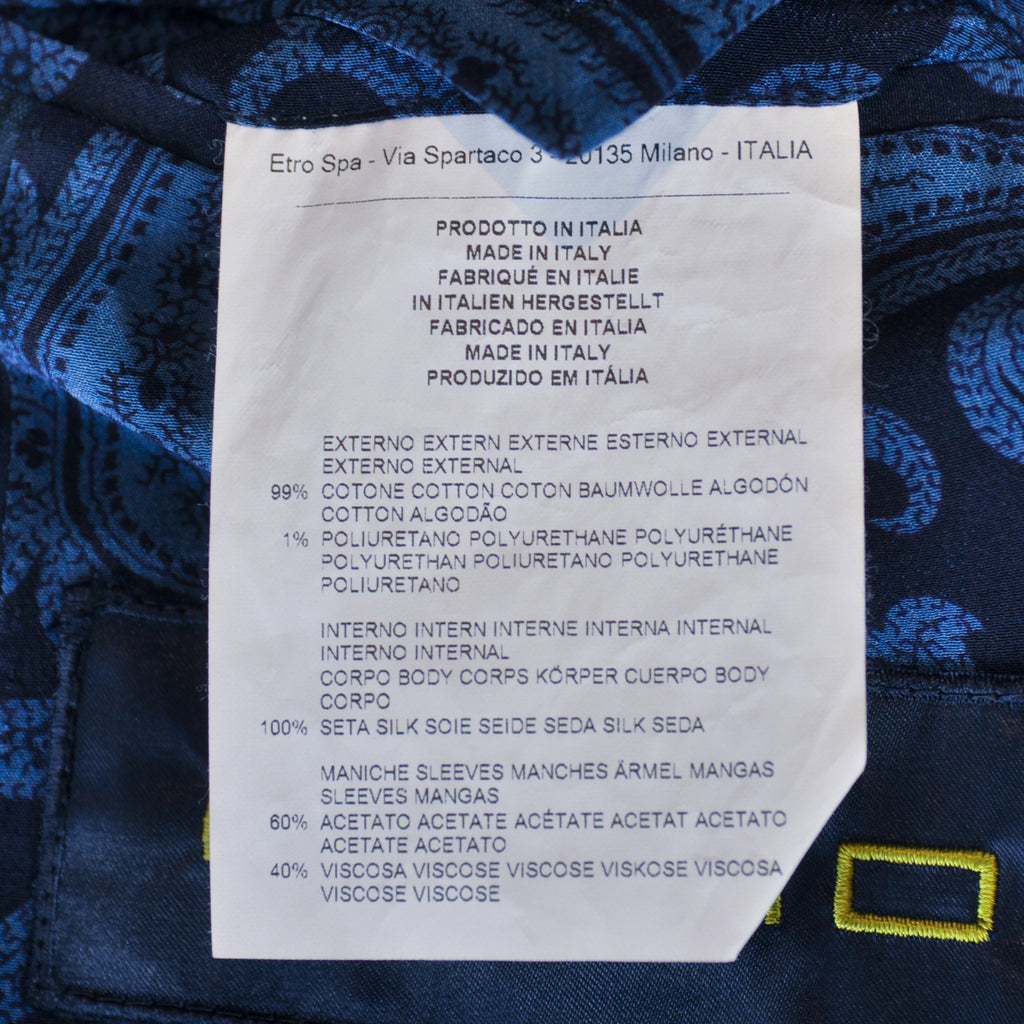 Etro Spa - Via Spartaco 3 - 20135 Milano - ITALIA
PRODOTTO IN ITALIA
MADE IN ITALY
FABRIQUÉ EN ITALIE
IN ITALIEN HERGESTELLT
FABRICADO EN ITALIA
MADE IN ITALY
PRODUZIDO EM ITÁLIA
EXTERNO EXTERN EXTERNE ESTERNO EXTERNAL
EXTERNO EXTERNAL
99% COTONE COTTON COTON BAUMWOLLE ALGODÓN
COTTON ALGODÃO
1% POLIURETANO POLYURETHANE POLYURÉTHANE
POLYURETHAN POLIURETANO POLYURETHANE
POLIURETANO
INTERNO INTERN INTERNE INTERNA INTERNAL
INTERNO INTERNAL
CORPO BODY CORPS KÖRPER CUERPO BODY
CORPO
100% SETA SILK SOIE SEIDE SEDA SILK SEDA
MANICHE SLEEVES MANCHES ÄRMEL MANGAS
SLEEVES MANGAS
60% ACETATO ACETATE ACÉTATE ACETAT ACETATO
ACETATE ACETATO
40% VISCOSA VISCOSE VISCOSE VISKOSE VISCOSA
VISCOSE VISCOSE